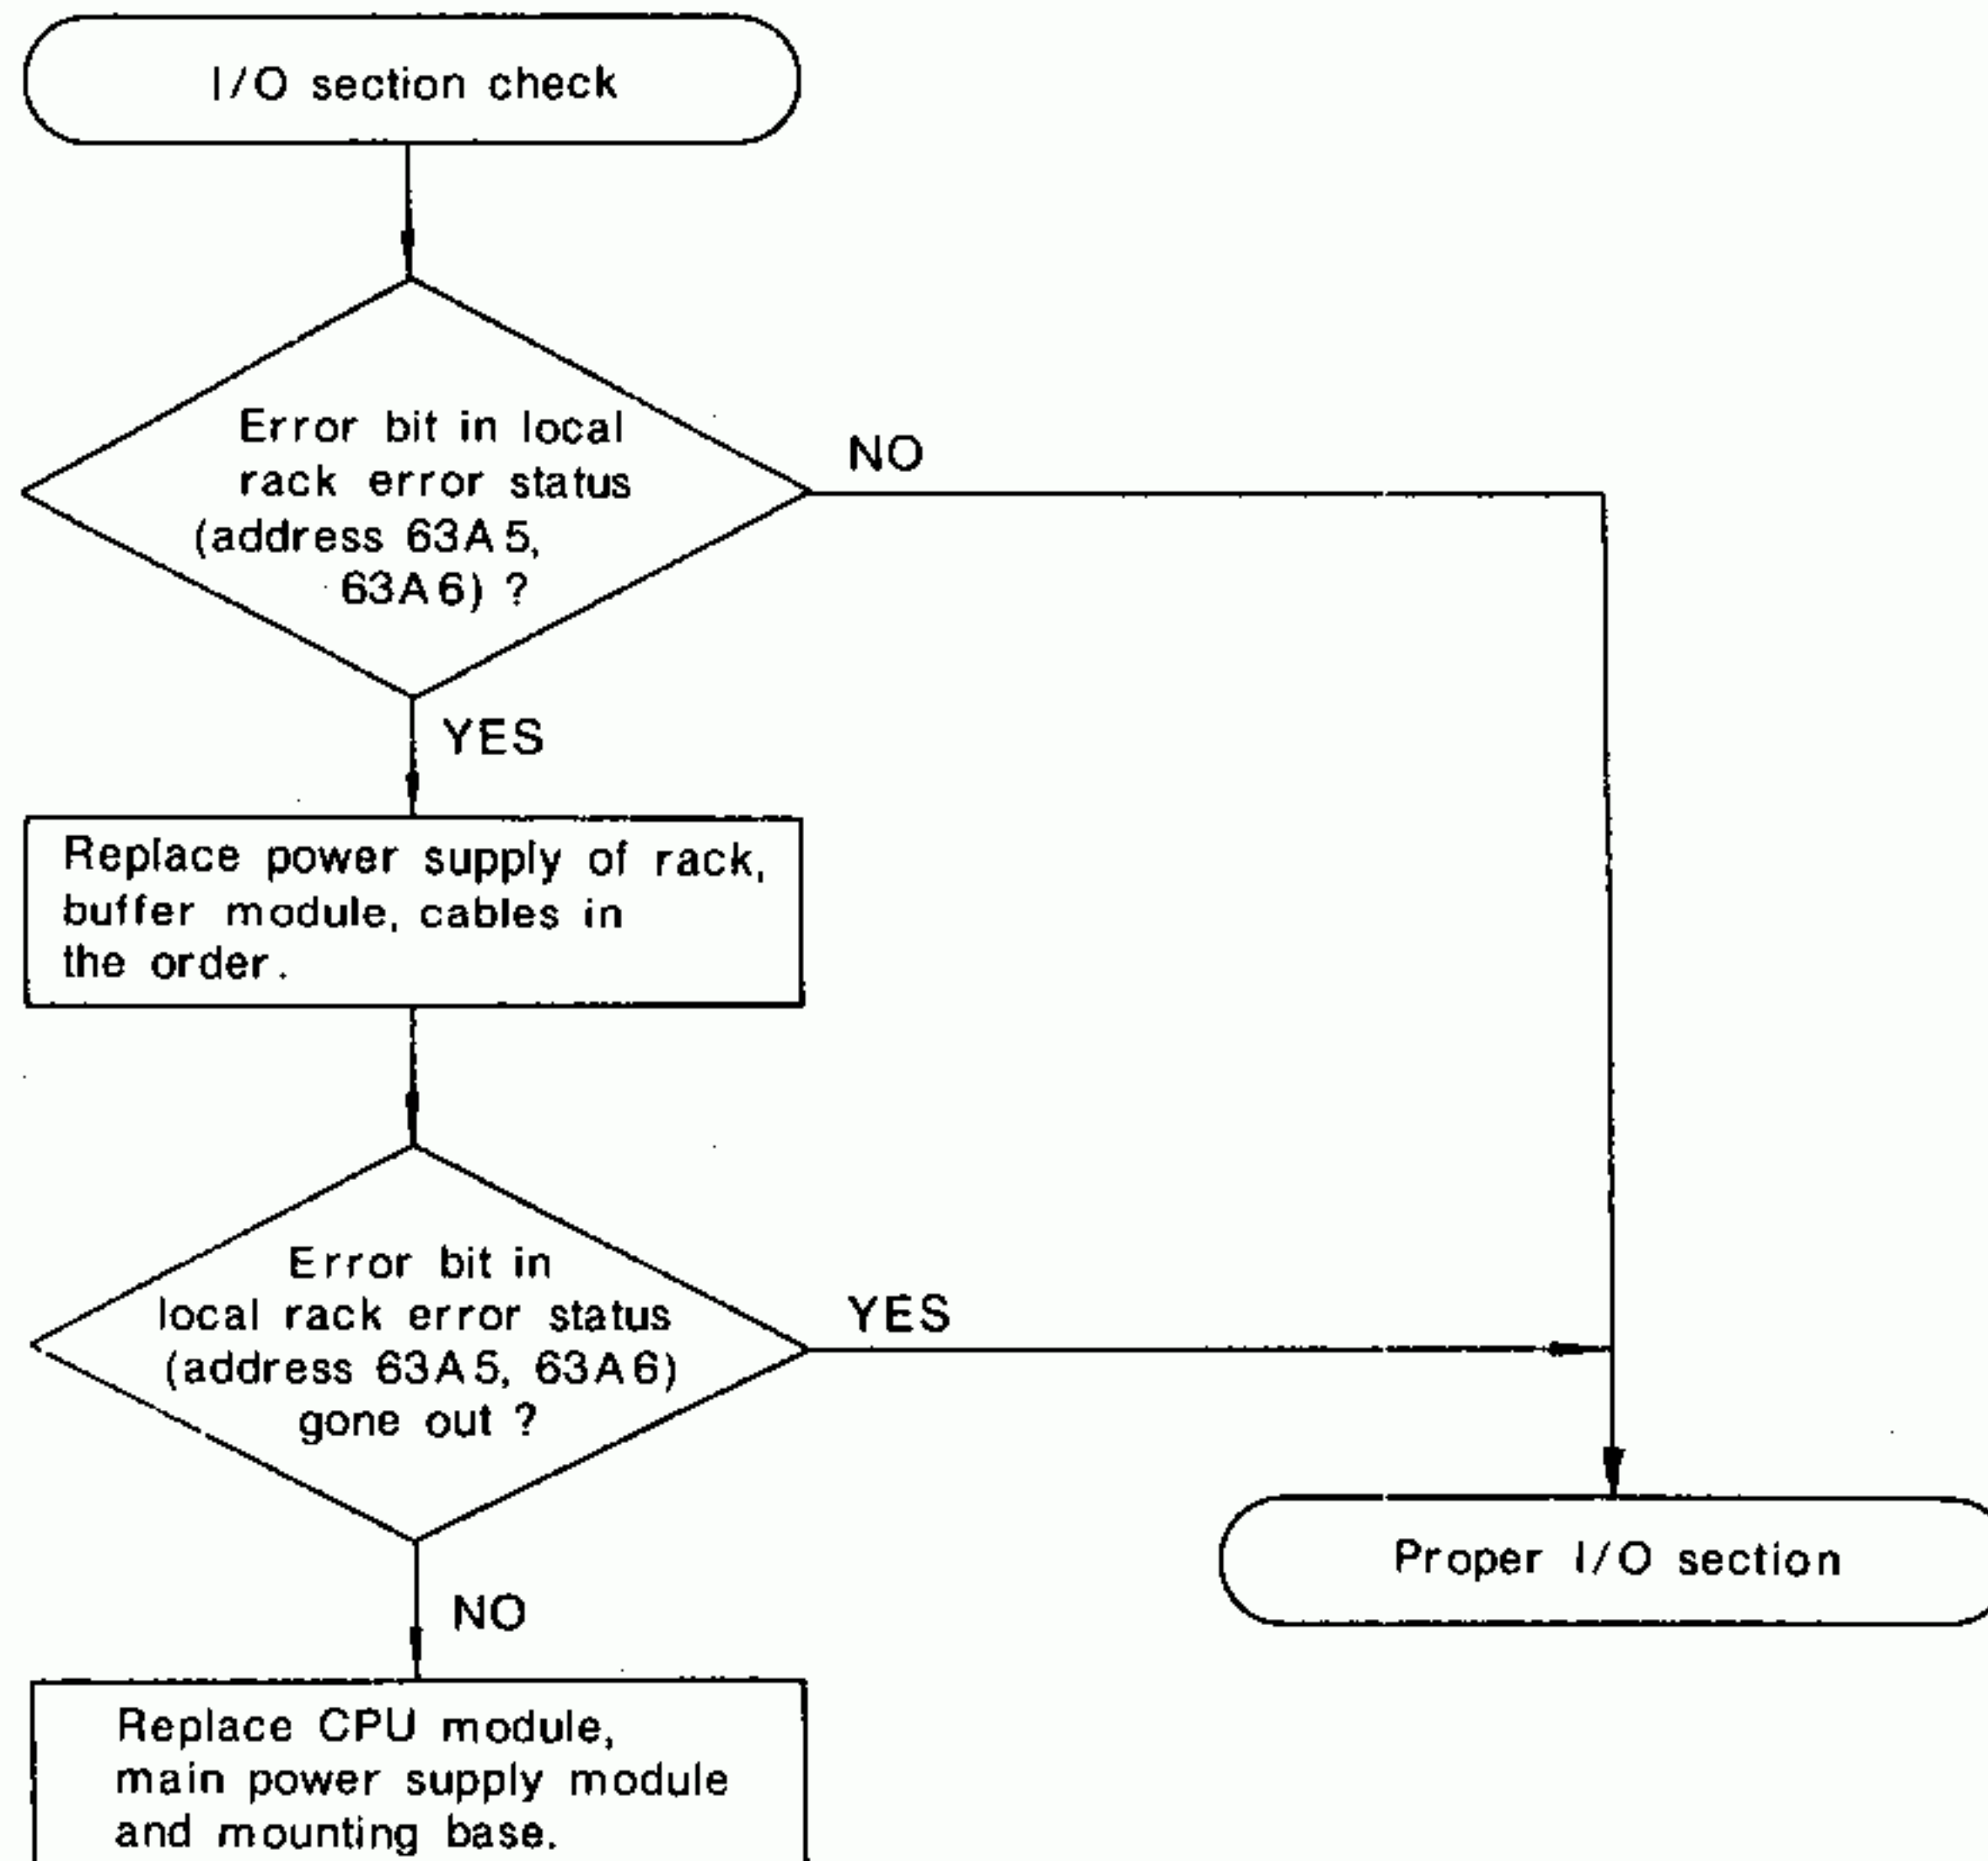 I/O section check
Error bit in local
rack error status
(address 63A5,
63A6) ?
NO
YES
Replace power supply of rack,
buffer module, cables in
the order.
Error bit in
local rack error status
(address 63A5, 63A6)
gone out ?
YES
NO
Proper I/O section
Replace CPU module,
main power supply module
and mounting base.